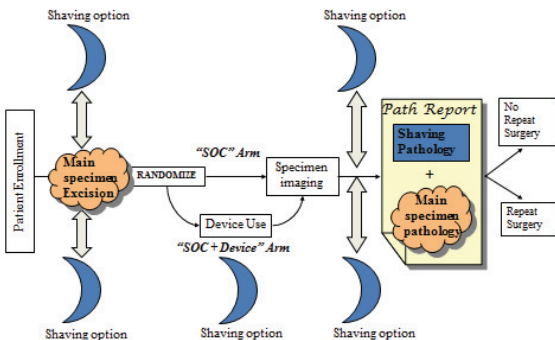 Shaving option
Shaving option
Patient Enrollment
Main
specimen
Excision
RANDOMIZE
"SOC" Arm
Specimen
imaging
Device Use
"SOC + Device" Arm
Path Report
Shaving
Pathology
+
Main
specimen
pathology
No
Repeat
Surgery
Repeat
Surgery
Shaving option
Shaving option
Shaving option